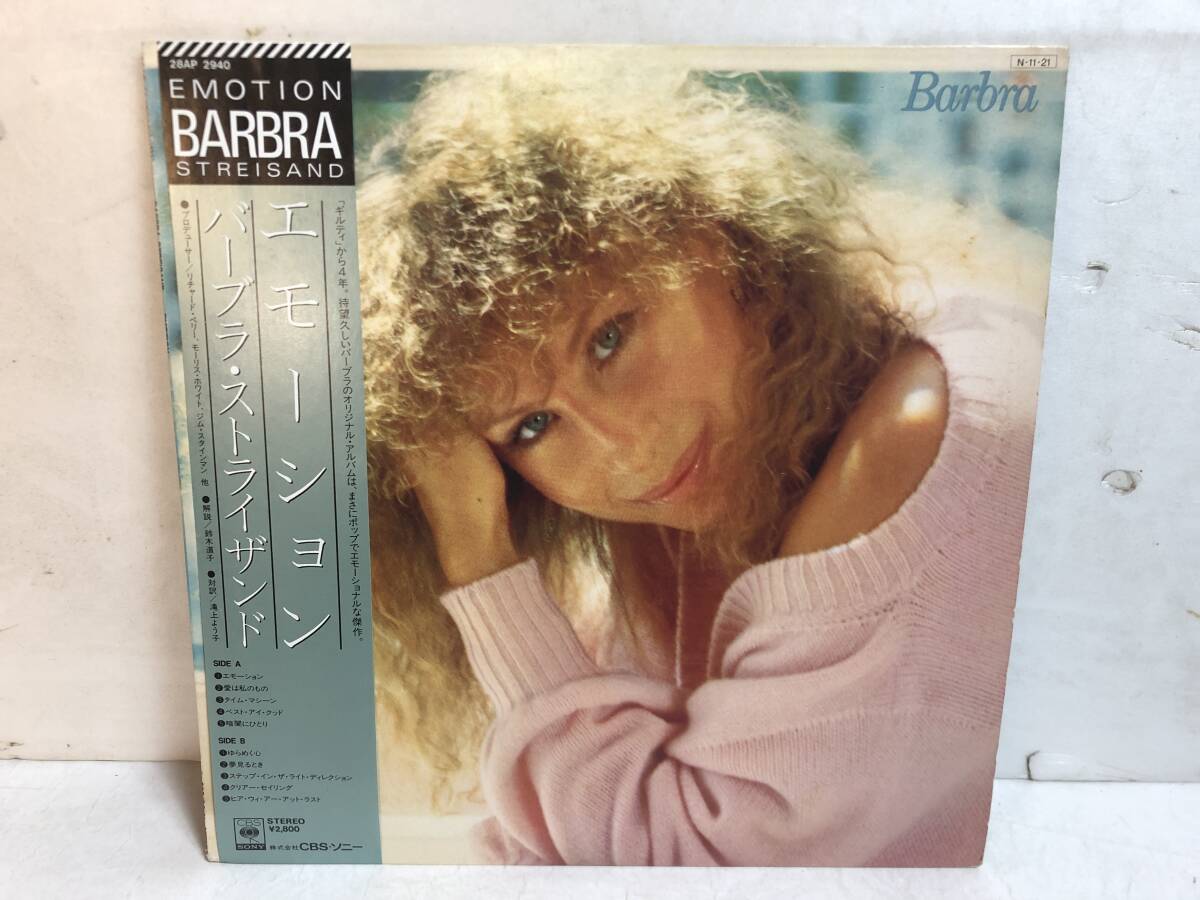 28AP 2940
EMOTION
BARBRA
STREISAND
N-11・21
Barbra
「ギルティ」から4年。待望久しいバーブラのオリジナル・アルバムは、まさにポップでエモーショナルな傑作。
エモーション
バーブラ・ストライザンド
●プロデューサー/リチャード・ペリー、モーリス・ホワイト、ジム・スタインマン 他 ●解説/鈴木道子 ●対訳/滝上よう子
SIDE A
❶エモーション
❷愛は私のもの
❸タイム・マシーン
❹ベスト・アイ・クッド
❺暗闇にひとり
SIDE B
❶ゆらめく心
❷夢見るとき
❸ステップ・イン・ザ・ライト・ディレクション
❹クリアー・セイリング
❺ヒア・ウィ・アー・アット・ラスト
CBS
SONY
STEREO
¥2,800
株式会社CBS・ソニー